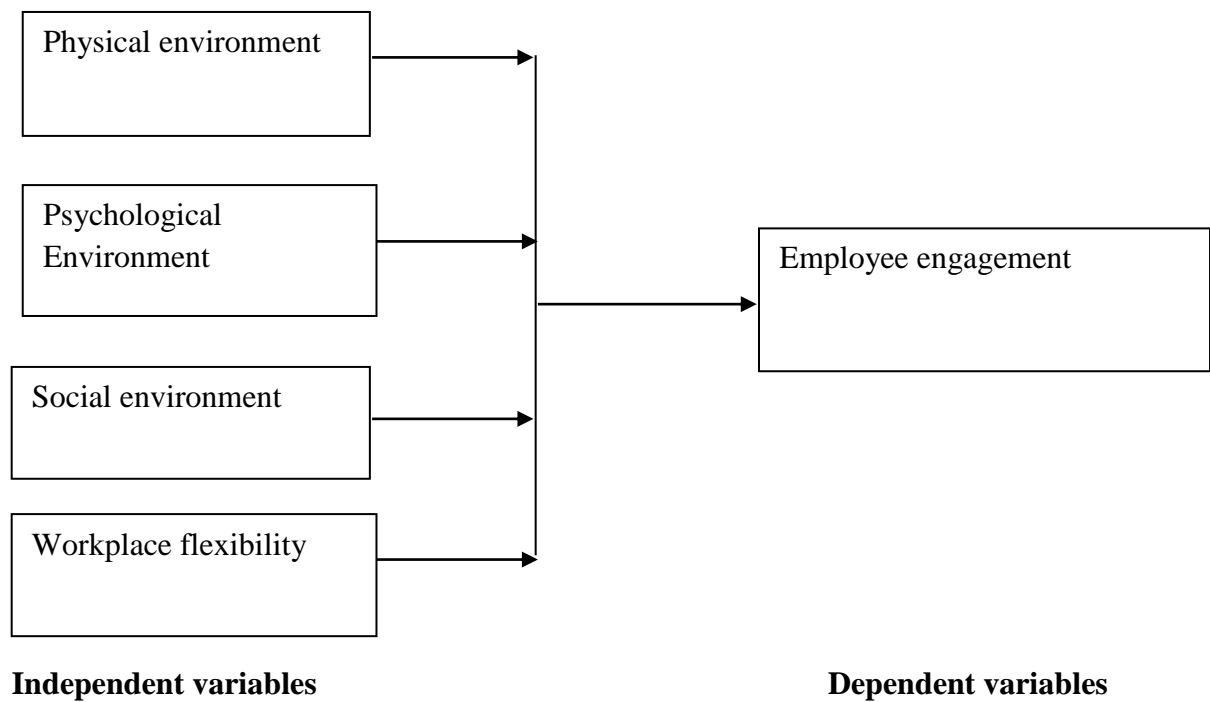 Physical environment
Psychological
Environment
Employee engagement
Social environment
Workplace flexibility
Independent variables
Dependent variables